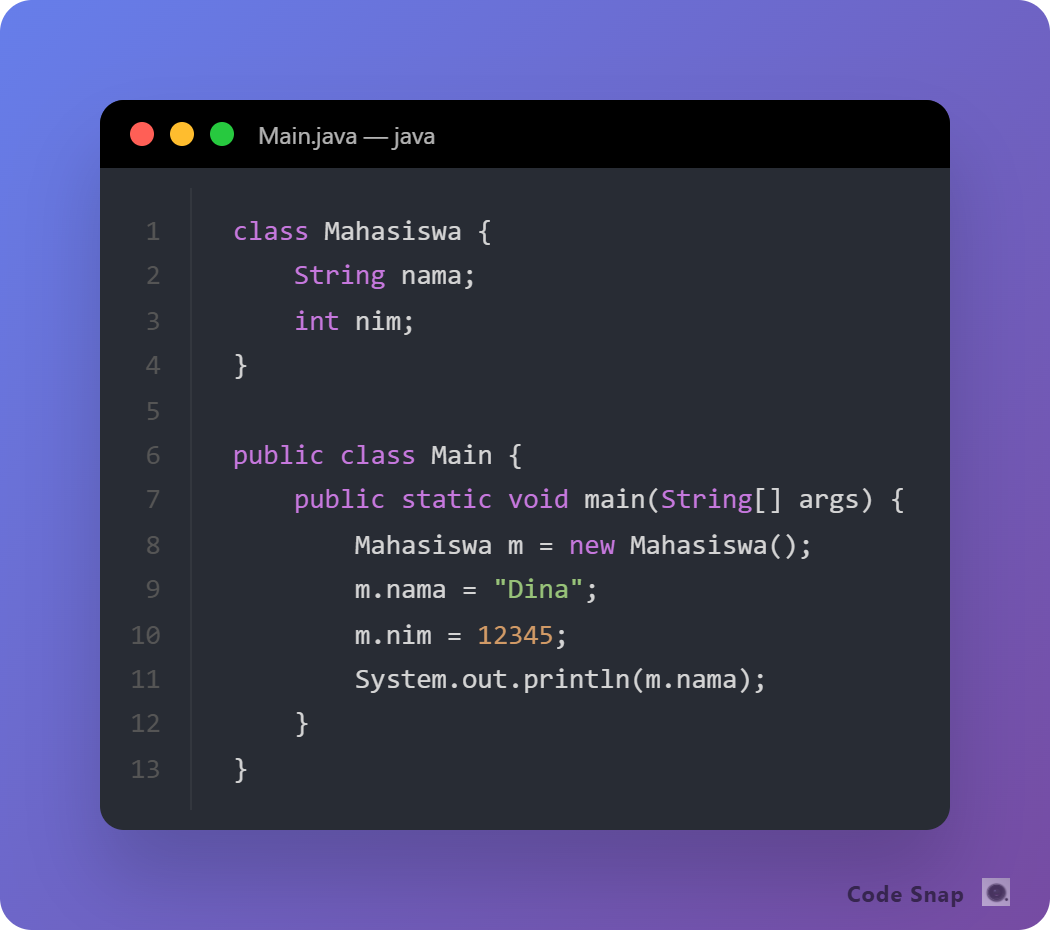 Main.java — java
1 class Mahasiswa {
2     String nama;
3     int nim;
4 }
5
6 public class Main {
7     public static void main(String[] args) {
8         Mahasiswa m = new Mahasiswa();
9         m.nama = "Dina";
10         m.nim = 12345;
11         System.out.println(m.nama);
12     }
13 }
Code Snap